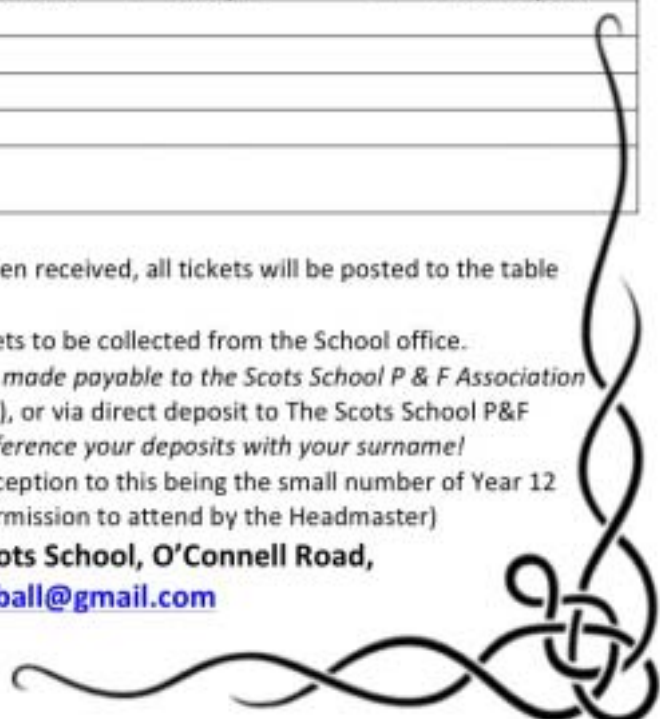 en received, all tickets will be posted to the table
ets to be collected from the School office.
made payable to the Scots School P & F Association
), or via direct deposit to The Scots School P&F
ference your deposits with your surname!
ception to this being the small number of Year 12
rmission to attend by the Headmaster)
ots School, O'Connell Road,
ball@gmail.com